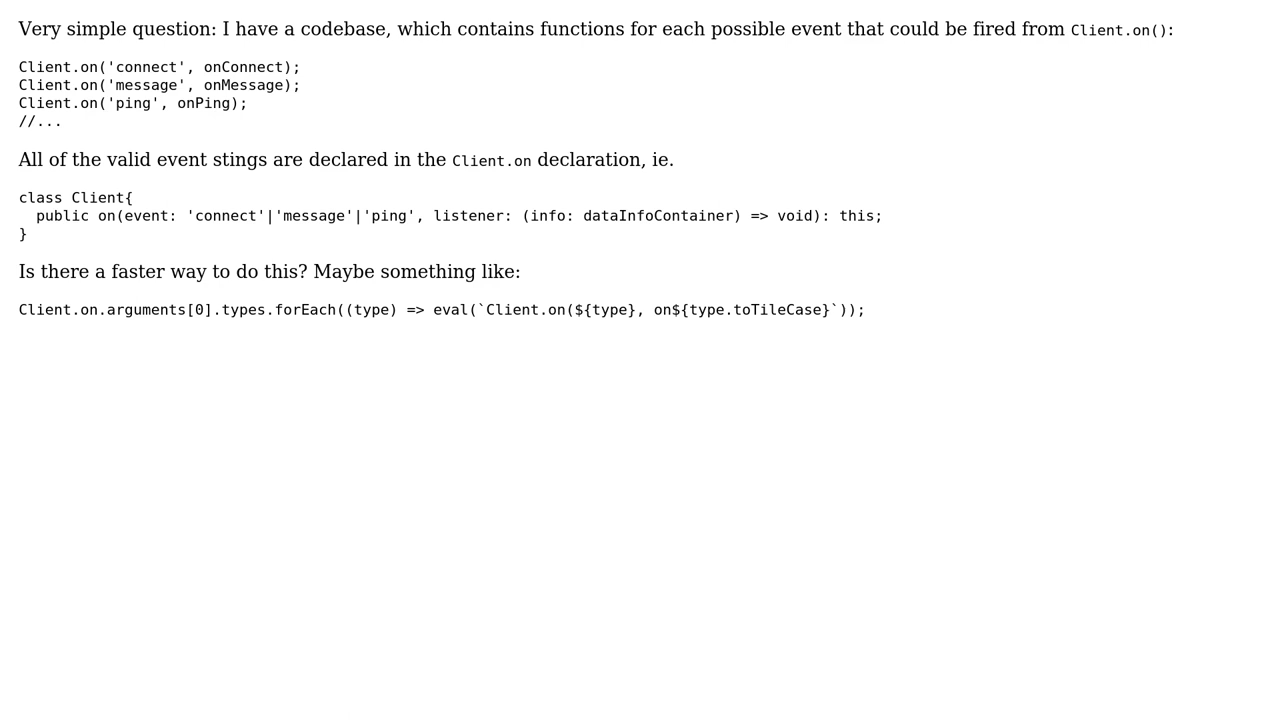 Very simple question: I have a codebase, which contains functions for each possible event that could be fired from Client.on():
Client.on('connect', onConnect);
Client.on('message', onMessage);
Client.on('ping', onPing);
//...
All of the valid event stings are declared in the Client.on declaration, ie.
class Client{
  public on(event: 'connect'|'message'|'ping', listener: (info: dataInfoContainer) => void): this;
}
Is there a faster way to do this? Maybe something like:
Client.on.arguments[0].types.forEach((type) => eval(`Client.on(${type}, on${type.toTileCase}`));